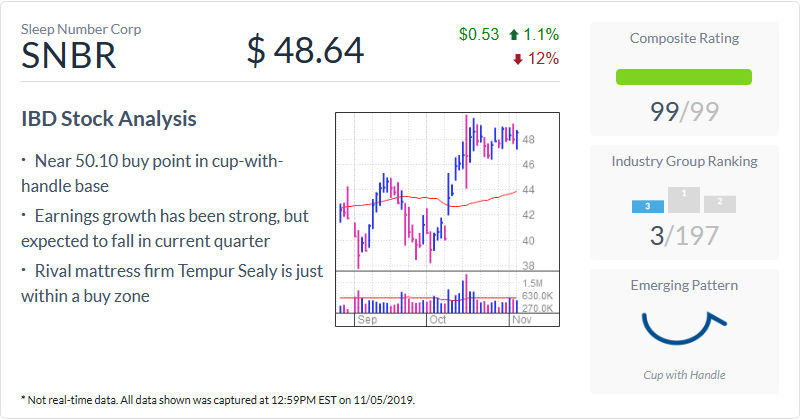 Sleep Number Corp
SNBR
$ 48.64
$0.53 1.1%
12%
IBD Stock Analysis
· Near 50.10 buy point in cup-with-
handle base
· Earnings growth has been strong, but
expected to fall in current quarter
· Rival mattress firm Tempur Sealy is just
within a buy zone
48
46
44
42
40
38
1.5M
630.0K
270.0K
Sep Oct Nov
Composite Rating
99/99
Industry Group Ranking
3 1 2
3/197
Emerging Pattern
Cup with Handle
* Not real-time data. All data shown was captured at 12:59PM EST on 11/05/2019.